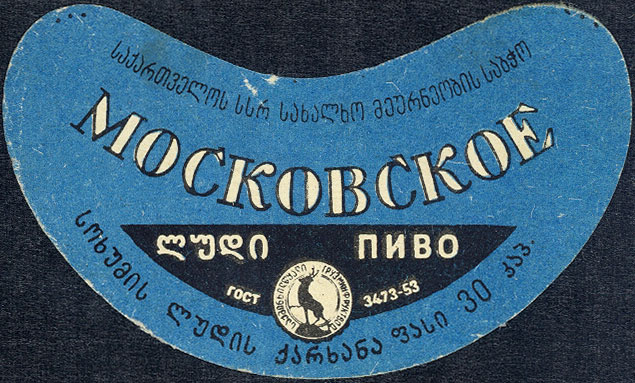 საქართველოს სსრ სახალხო მეურნეობის საბჭო
МОСКОВСКОЕ
ლუდი ПИВО
ГОСТ 3473-53
სოხუმის ლუდის ქარხანა ფასი 30 კაპ.